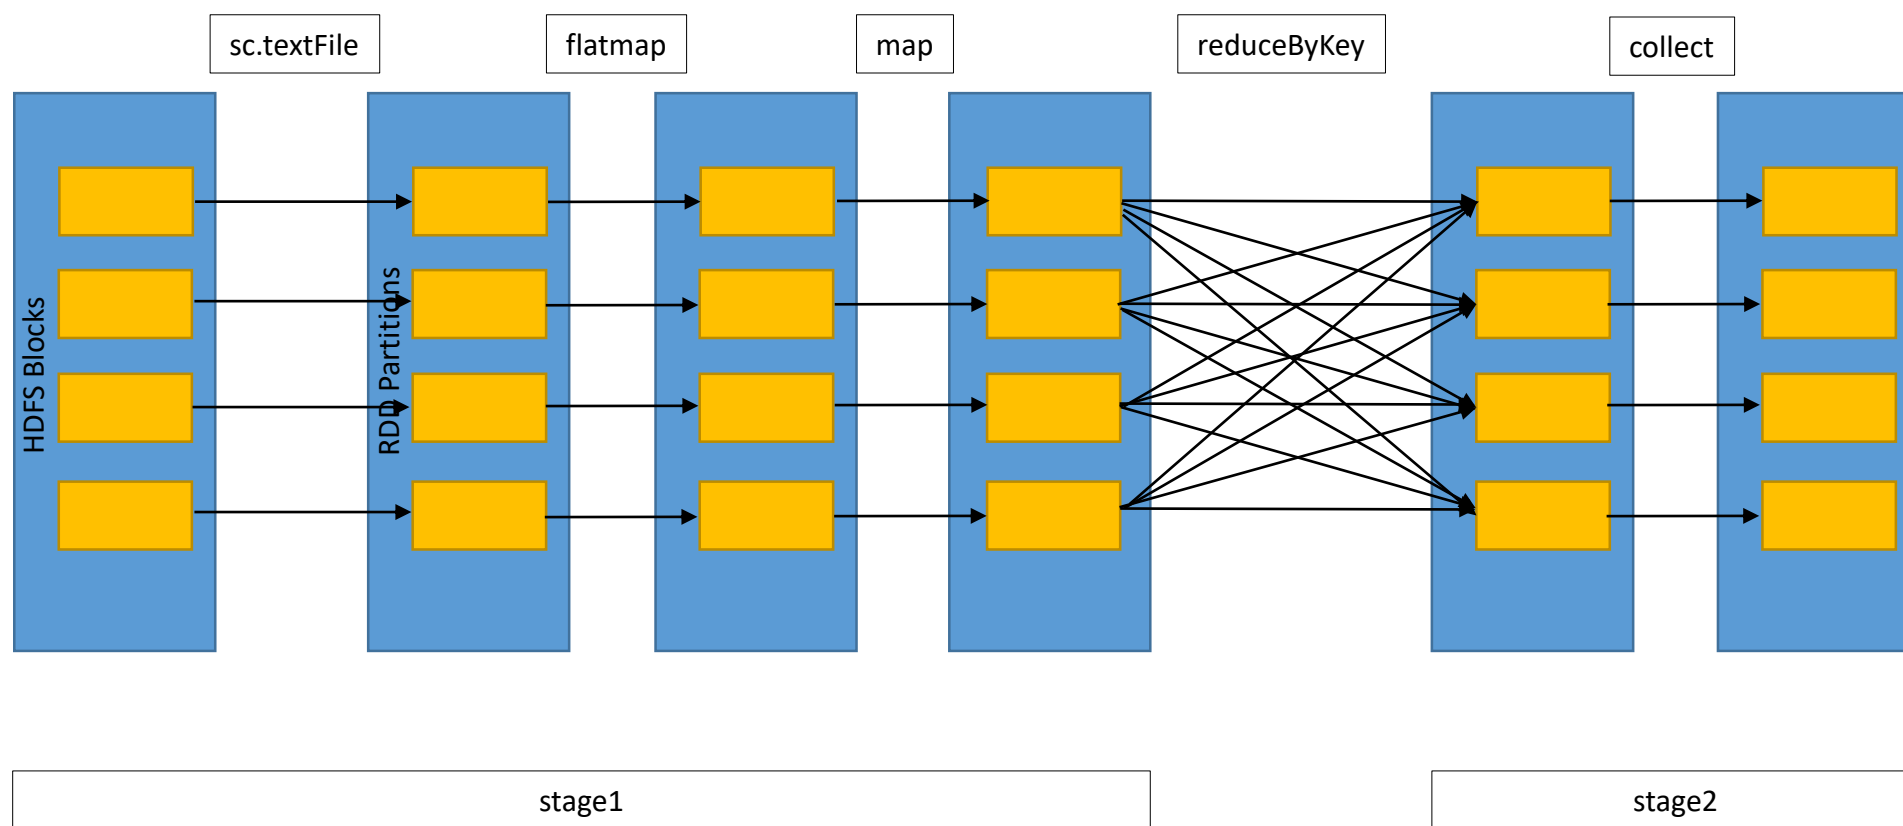 sc.textFile
flatmap
map
reduceByKey
collect
HDFS Blocks
RDD Partitions
stage1
stage2